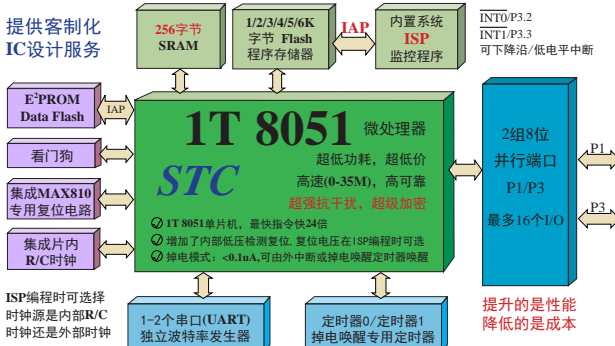 提供客制化
IC设计服务
256字节
SRAM
1/2/3/4/5/6K
字节 Flash
程序存储器
IAP
内置系统
ISP
监控程序
INT0/P3.2
INT1/P3.3
可下降沿/低电平中断
E²PROM
Data Flash
IAP
看门狗
集成MAX810
专用复位电路
集成片内
R/C时钟
1T 8051 微处理器
STC
超低功耗，超低价
高速(0-35M)，高可靠
超强抗干扰，超级加密
1T 8051单片机，最快指令快24倍
增加了内部低压检测复位,复位电压在ISP编程时可选
掉电模式：<0.1uA,可由外中断或掉电唤醒定时器唤醒
2组8位
并行端口
P1/P3
最多16个I/O
P1
P3
ISP编程时可选择
时钟源是内部R/C
时钟还是外部时钟
1-2个串口(UART)
独立波特率发生器
定时器0/定时器1
掉电唤醒专用定时器
提升的是性能
降低的是成本